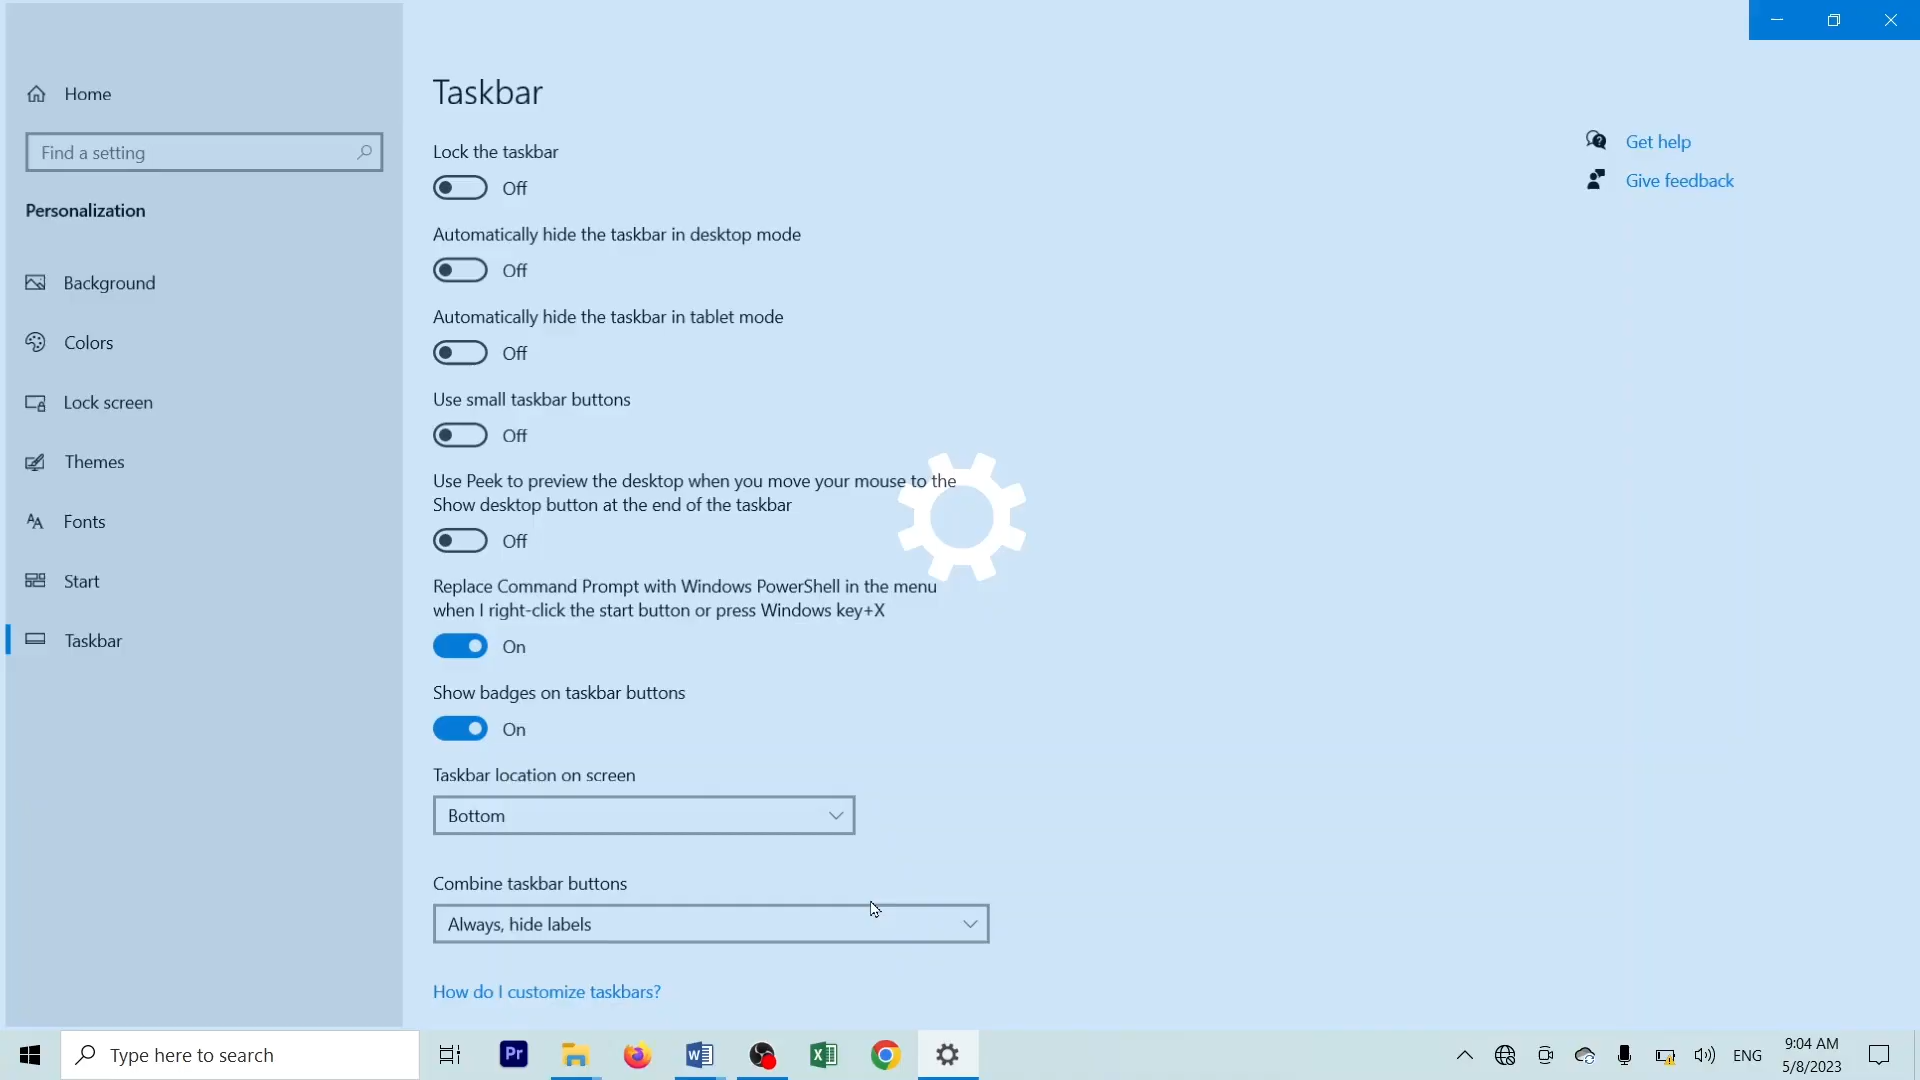 Home
Find a setting
Personalization
Background
Colors
Lock screen
Themes
Fonts
Start
Taskbar
Taskbar
Lock the taskbar
Off
Automatically hide the taskbar in desktop mode
Off
Automatically hide the taskbar in tablet mode
Off
Use small taskbar buttons
Off
Use Peek to preview the desktop when you move your mouse to the
Show desktop button at the end of the taskbar
Off
Replace Command Prompt with Windows PowerShell in the menu
when I right-click the start button or press Windows key+X
On
Show badges on taskbar buttons
On
Taskbar location on screen
Bottom
Combine taskbar buttons
Always, hide labels
How do I customize taskbars?
Get help
Give feedback
Type here to search
Pr
ENG
9:04 AM
5/8/2023